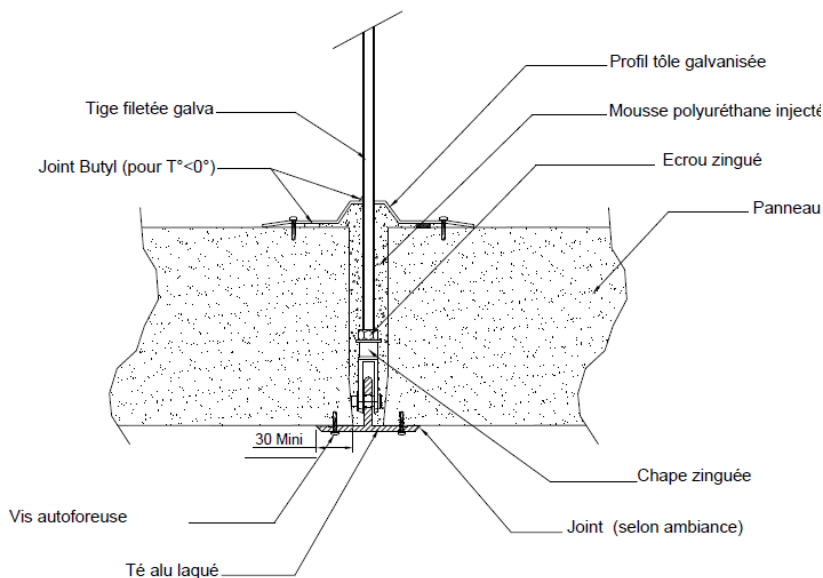 Profil tôle galvanisée
Tige filetée galva
Mousse polyuréthane injecté
Joint Butyl (pour T°<0°)
Ecrou zingué
Panneau
30 Mini
Chape zinguée
Vis autoforeuse
Joint (selon ambiance)
Té alu laqué